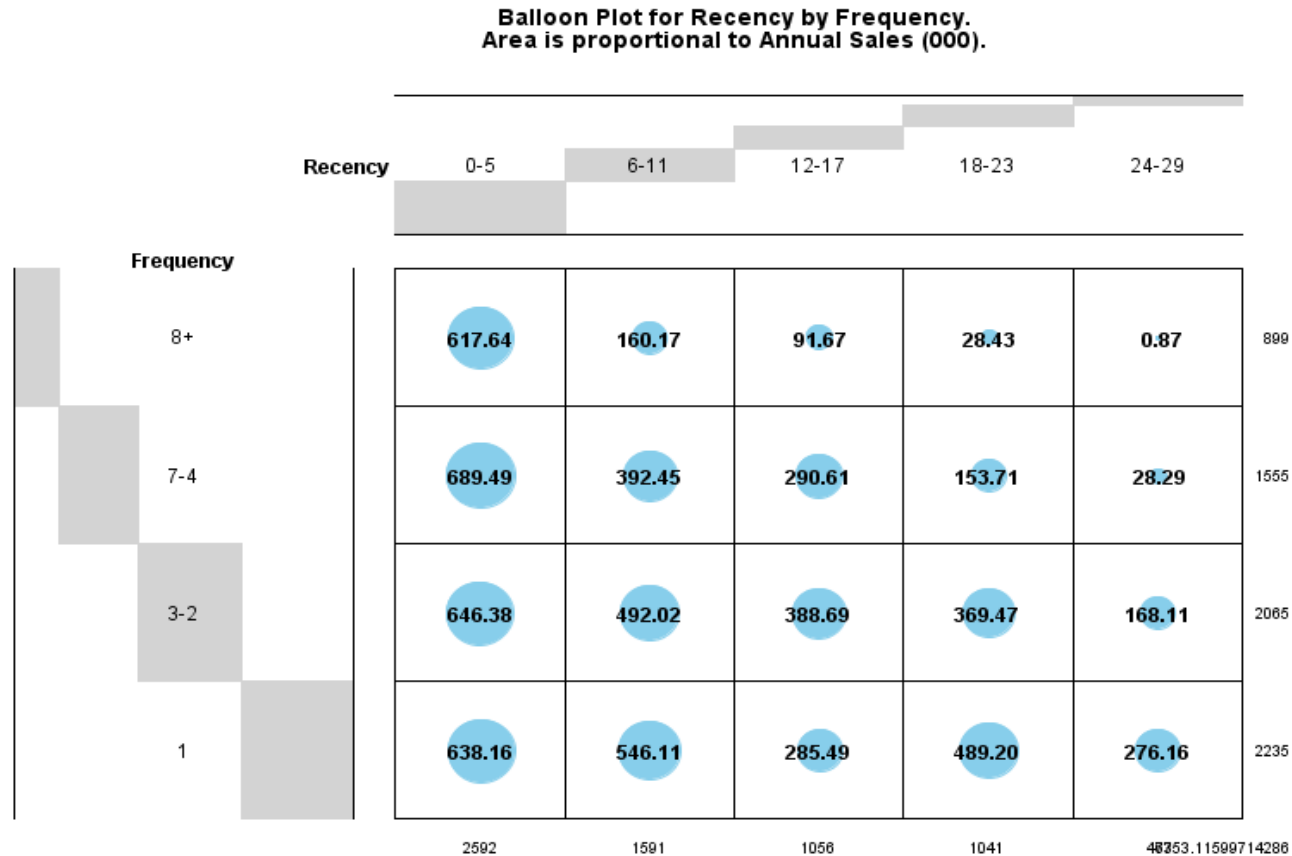 Balloon Plot for Recency by Frequency.
Area is proportional to Annual Sales (000).
Recency 0-5 6-11 12-17 18-23 24-29
Frequency
8+ 617.64 160.17 91.67 28.43 0.87 899
7-4 689.49 392.45 290.61 153.71 28.29 1555
3-2 646.38 492.02 388.69 369.47 168.11 2065
1 638.16 546.11 285.49 489.20 276.16 2235
2592 1591 1056 1041